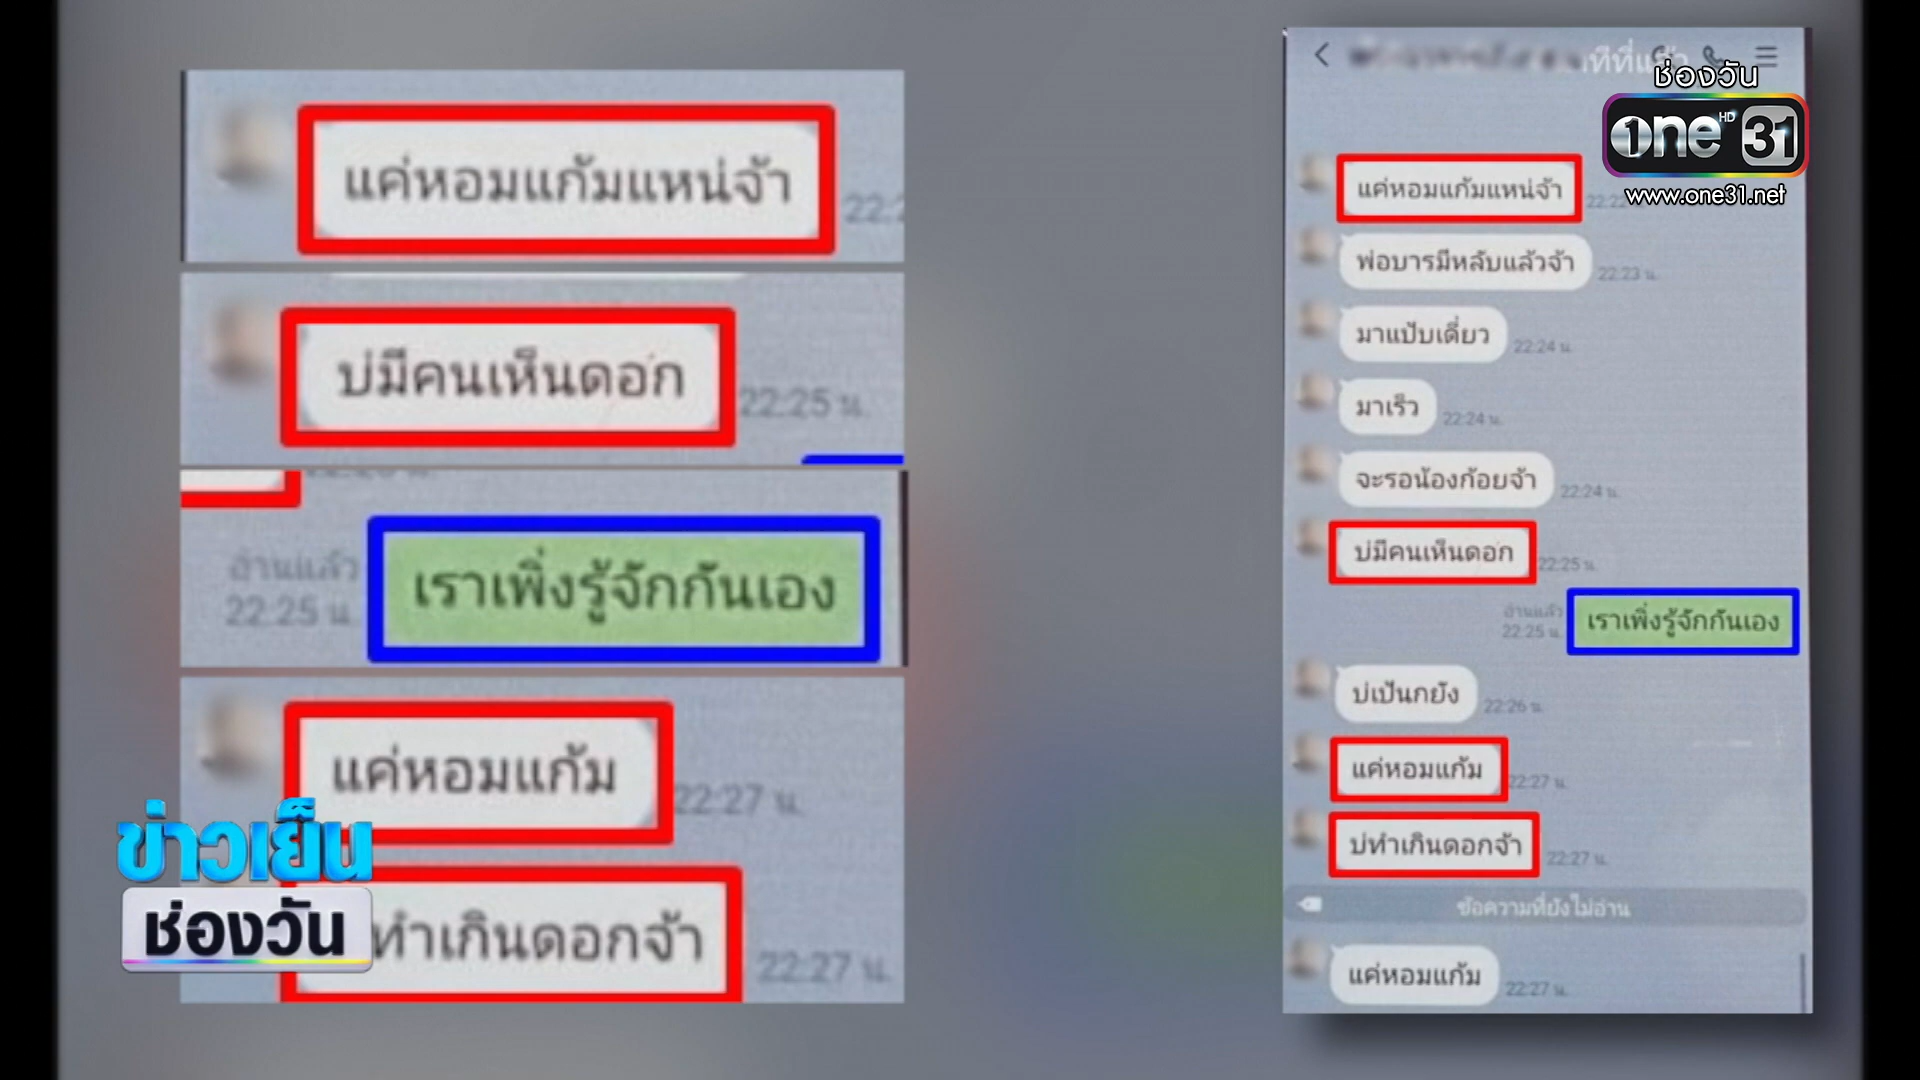 แค่หอมแก้มแหน่จ้า
22:2
บ่มีคนเห็นดอก
22:25 น.
อ่านแล้ว
22:25 น.
เราเพิ่งรู้จักกันเอง
แค่หอมแก้ม
22:27 น.
ทำเกินดอกจ้า
22:27 น.
ข่าวเย็น
ช่องวัน
ช่องวัน
one HD 31
www.one31.net
แค่หอมแก้มแหน่จ้า
22:22
พ่อบารมีหลับแล้วจ้า
22:23 น.
มาแป๊บเดี่ยว
22:24 น.
มาเร็ว
22:24 น.
จะรอน้องก้อยจ้า
22:24 น.
บ่มีคนเห็นดอก
22:25 น.
อ่านแล้ว
22:25 น.
เราเพิ่งรู้จักกันเอง
บ่เป้นกยัง
22:26 น.
แค่หอมแก้ม
22:27 น.
บ่ทำเกินดอกจ้า
22:27 น.
ข้อความที่ยังไม่อ่าน
แค่หอมแก้ม
22:27 น.